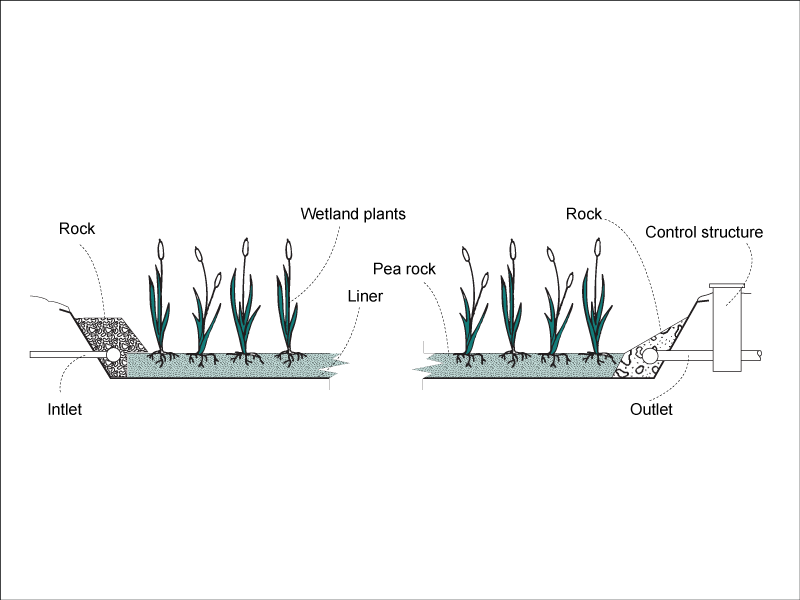 Wetland plants
Rock
Rock
Control structure
Pea rock
Liner
Intlet
Outlet